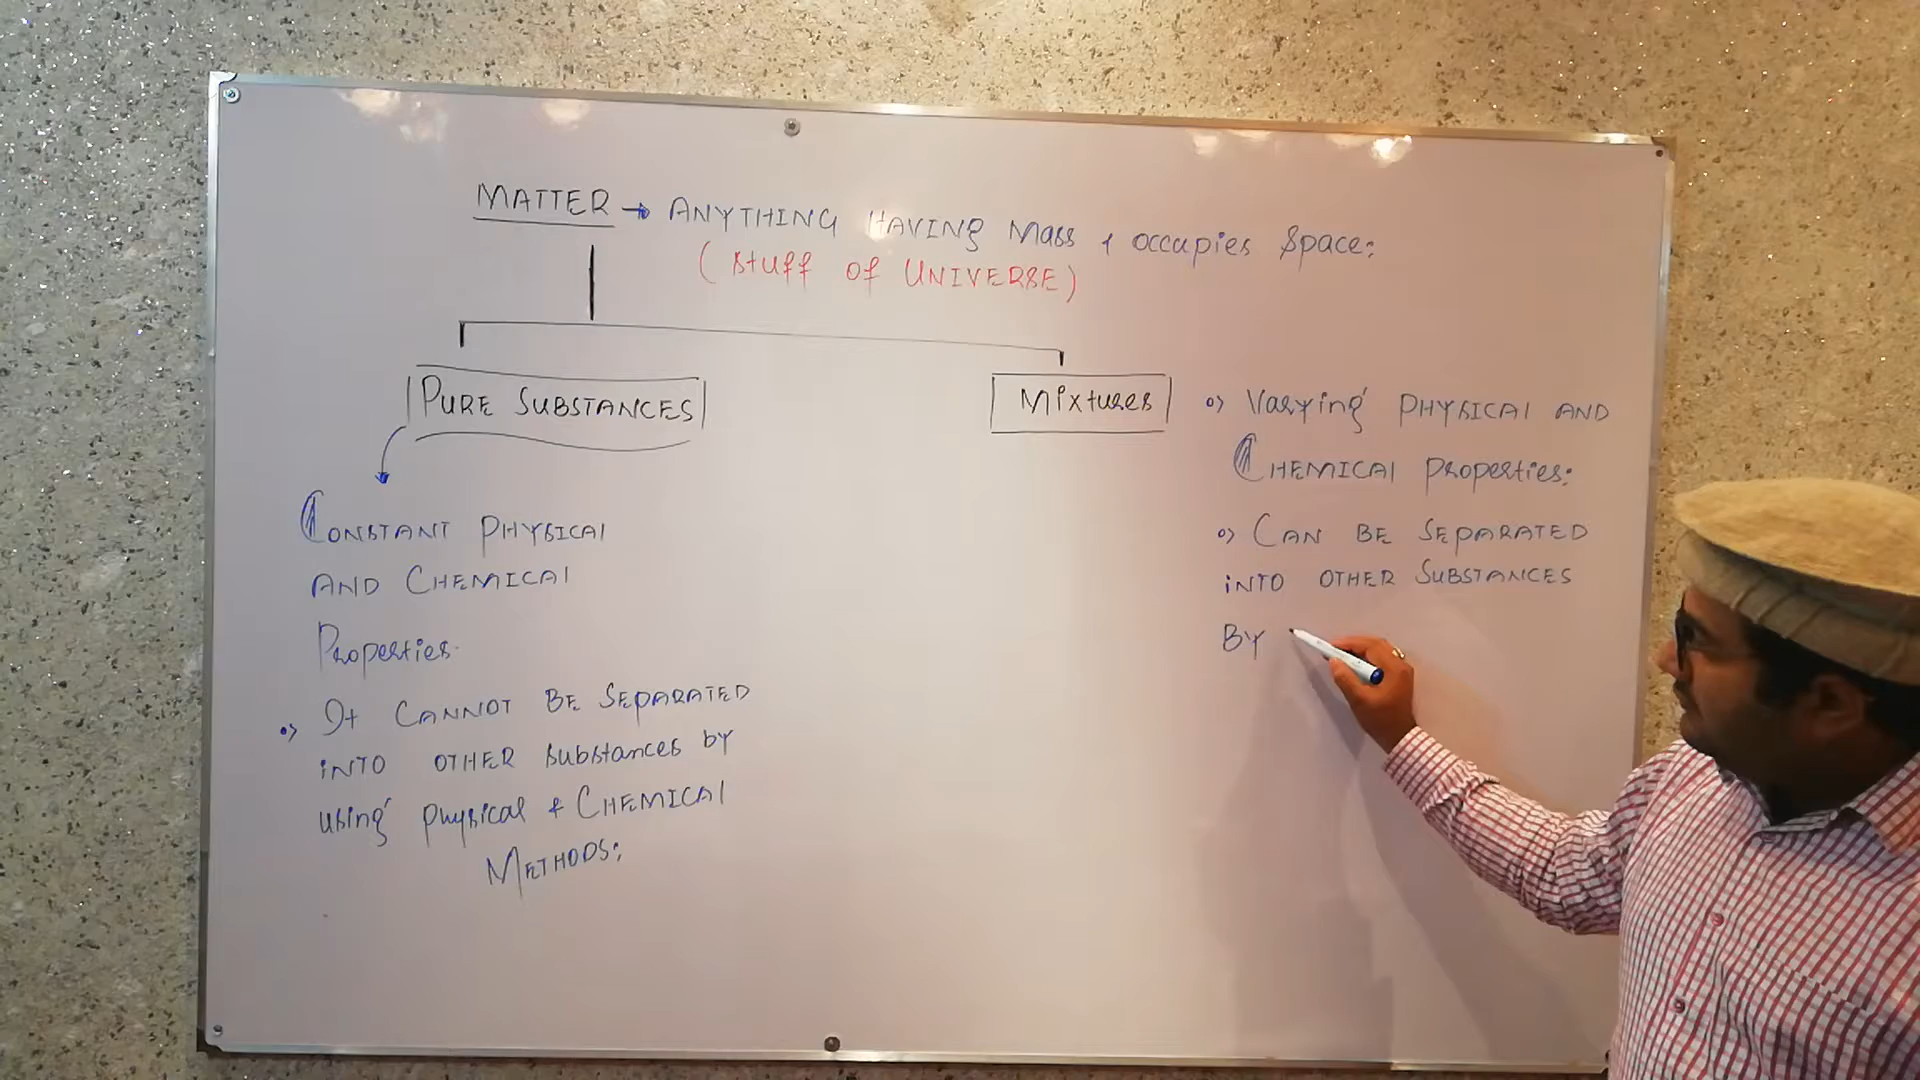 MATTER → ANYTHING HAVING MASS & OCCUPIES SPACE:
(STUFF OF UNIVERSE)
PURE SUBSTANCES
CONSTANT PHYSICAL
AND CHEMICAL
Properties.
It CANNOT BE SEPARATED
INTO OTHER substances by
using physical & CHEMICAL
METHODS:
Mixtures
Varying PHYSICAL AND
CHEMICAL Properties:
CAN BE SEPARATED
INTO OTHER SUBSTANCES
BY